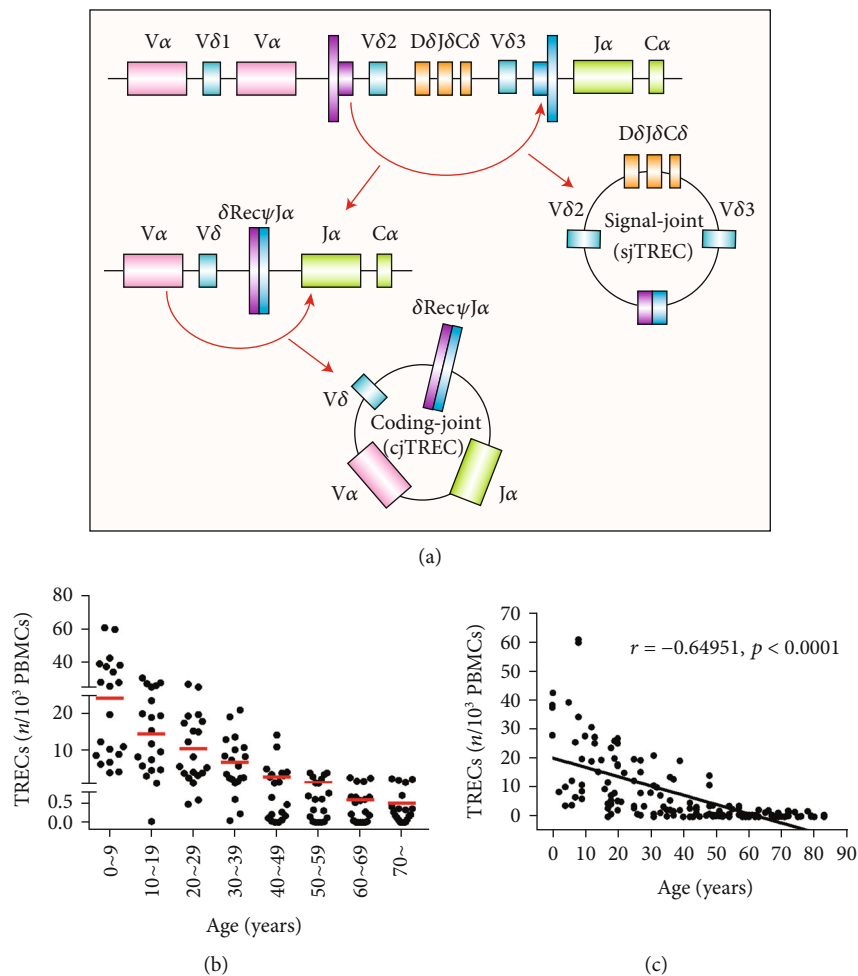 Vα Vδ1 Vα Vδ2 DδJδCδ Vδ3 Jα Cα
DδJδCδ
Vδ2 Vδ3
Signal-joint
(sjTREC)
δRecψJα
Vα Vδ Jα Cα
δRecψJα
Vδ
Coding-joint
(cjTREC)
Vα Jα
(a)
TRECs (n/10³ PBMCs)
80
60
40
20
10
0.5
0.0
0~9 10~19 20~29 30~39 40~49 50~59 60~69 70~
Age (years)
(b)
TRECs (n/10³ PBMCs)
70
60
50
40
30
20
10
0
r = −0.64951, p < 0.0001
0 10 20 30 40 50 60 70 80 90
Age (years)
(c)